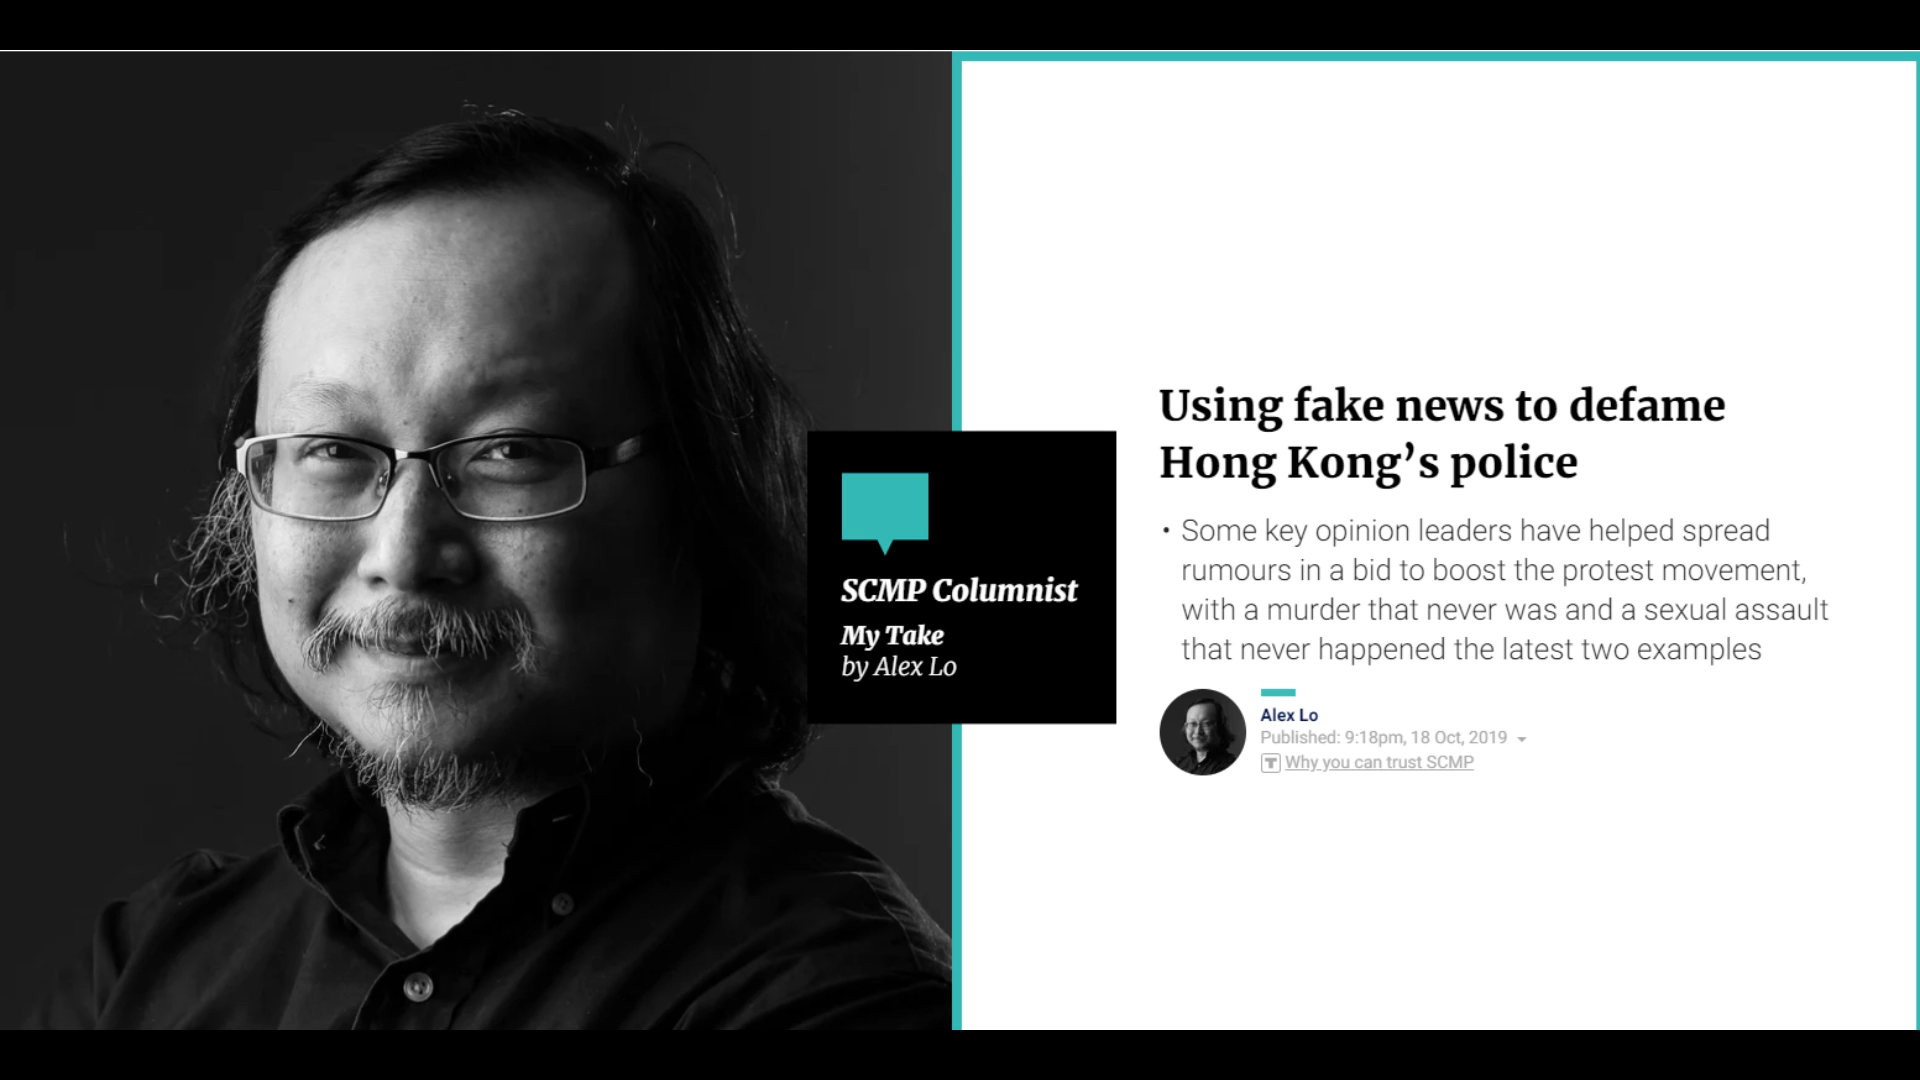 SCMP Columnist
My Take
by Alex Lo
Using fake news to defame
Hong Kong’s police
• Some key opinion leaders have helped spread
rumours in a bid to boost the protest movement,
with a murder that never was and a sexual assault
that never happened the latest two examples
Alex Lo
Published: 9:18pm, 18 Oct, 2019
T Why you can trust SCMP